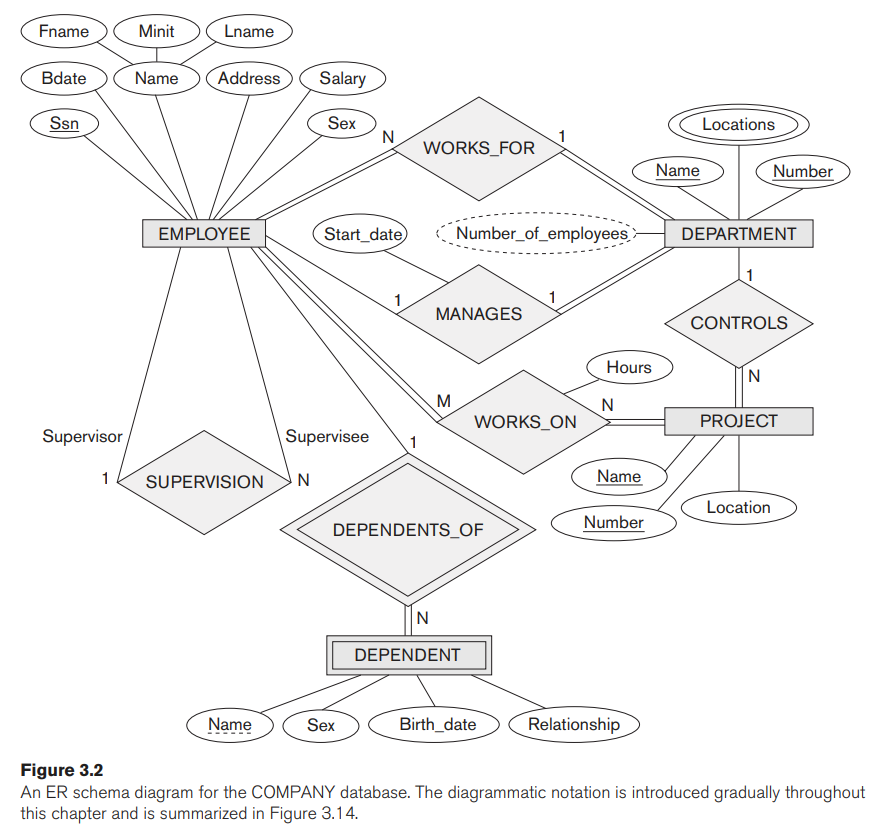 Fname
Minit
Lname
Bdate
Name
Address
Salary
Ssn
Sex
Locations
Name
Number
N
WORKS_FOR
1
EMPLOYEE
Start_date
Number_of_employees
DEPARTMENT
1
MANAGES
1
1
CONTROLS
N
Hours
M
WORKS_ON
N
PROJECT
Supervisor
Supervisee
1
SUPERVISION
N
1
Name
Number
Location
DEPENDENTS_OF
N
DEPENDENT
Name
Sex
Birth_date
Relationship
Figure 3.2
An ER schema diagram for the COMPANY database. The diagrammatic notation is introduced gradually throughout
this chapter and is summarized in Figure 3.14.